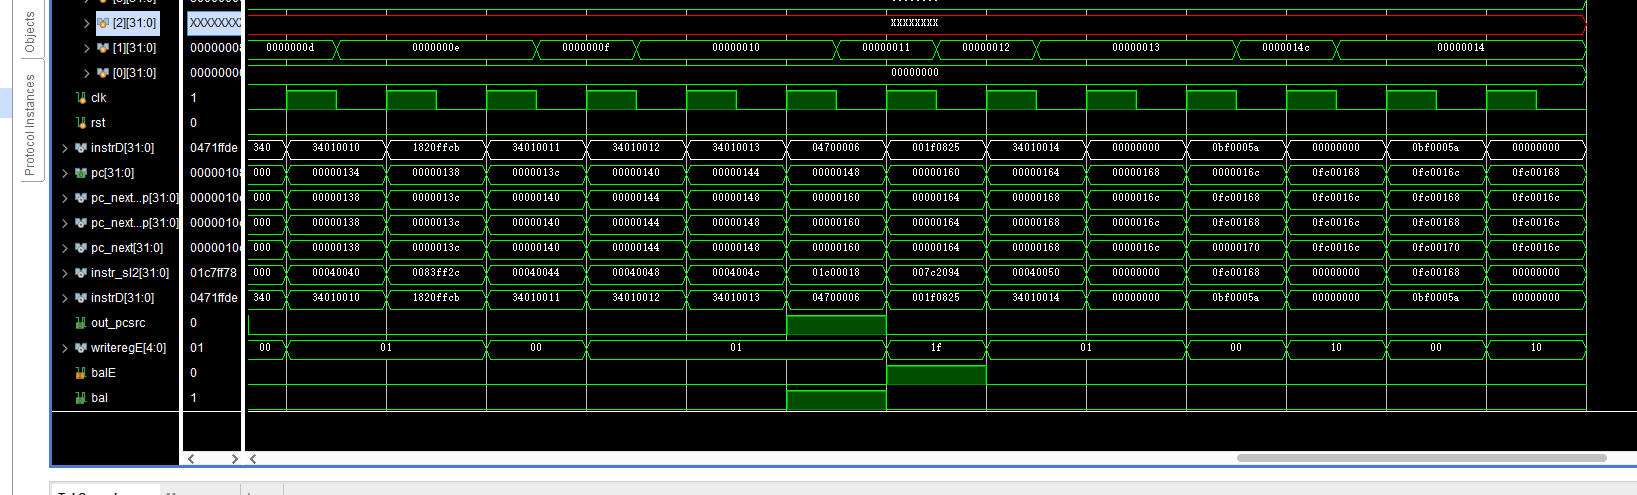 Objects
Protocol Instances
[2][31:0] XXXXXXXX XXXXXXXX
[1][31:0] 0000000d 0000000e 0000000f 00000010 00000011 00000012 00000013 0000014c 00000014
[0][31:0] 0000000 00000000
clk 1
rst 0
instrD[31:0] 0471ffde 340 34010010 1820ffcb 34010011 34010012 34010013 04700006 001f0825 34010014 00000000 0bf0005a 00000000 0bf0005a 00000000
pc[31:0] 0000010 000 00000134 00000138 0000013c 00000140 00000144 00000148 00000160 00000164 00000168 0000016c 0fc00168 0fc0016c 0fc00168
pc_next...p[31:0] 0000010 000 00000138 0000013c 00000140 00000144 00000148 00000160 00000164 00000168 0000016c 0fc00168 0fc0016c 0fc00168 0fc0016c
pc_next...p[31:0] 0000010 000 00000138 0000013c 00000140 00000144 00000148 00000160 00000164 00000168 0000016c 0fc00168 0fc0016c 0fc00168 0fc0016c
pc_next[31:0] 0000010 000 00000138 0000013c 00000140 00000144 00000148 00000160 00000164 00000168 0000016c 00000170 0fc0016c 0fc00170 0fc0016c
instr_sl2[31:0] 01c7ff78 000 00040040 0083ff2c 00040044 00040048 0004004c 01c00018 007c2094 00040050 00000000 0fc00168 00000000 0fc00168 00000000
instrD[31:0] 0471ffde 340 34010010 1820ffcb 34010011 34010012 34010013 04700006 001f0825 34010014 00000000 0bf0005a 00000000 0bf0005a 00000000
out_pcsrc 0
writeregE[4:0] 01 00 01 00 01 1f 01 00 10 00 10
balE 0
bal 1